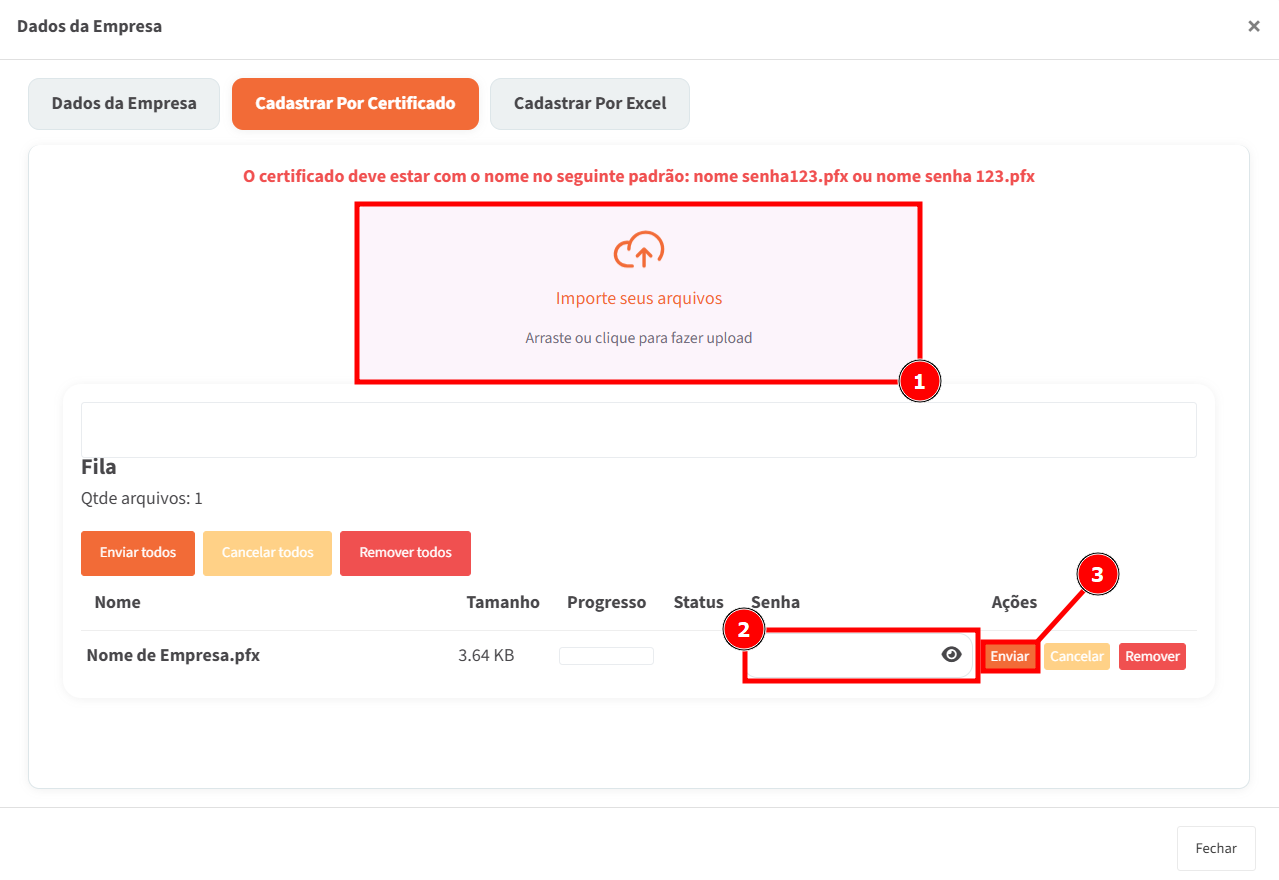 Dados da Empresa
×
Dados da Empresa Cadastrar Por Certificado Cadastrar Por Excel
O certificado deve estar com o nome no seguinte padrão: nome senha123.pfx ou nome senha 123.pfx
Importe seus arquivos
Arraste ou clique para fazer upload
1
Fila
Qtde arquivos: 1
Enviar todos Cancelar todos Remover todos
3
Nome Tamanho Progresso Status Senha Ações
2
Nome de Empresa.pfx 3.64 KB Enviar Cancelar Remover
Fechar